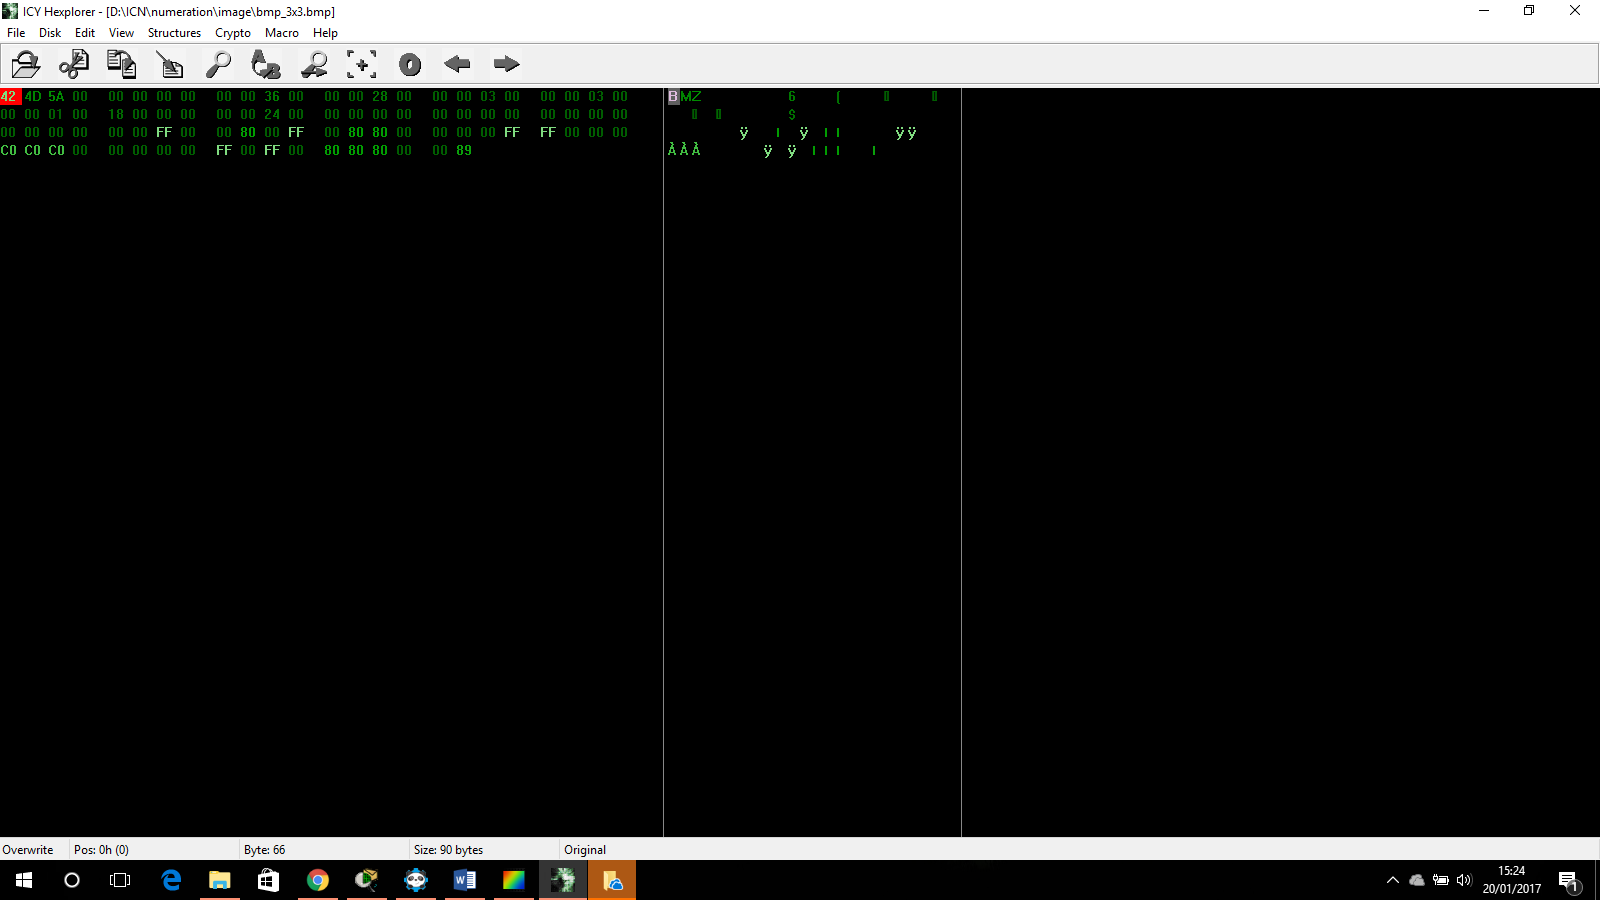 ICY Hexplorer - [D:\ICN\numeration\image\bmp_3x3.bmp]
File Disk Edit View Structures Crypto Macro Help
42 4D 5A 00 00 00 00 00 00 00 36 00 00 00 28 00 00 00 03 00 00 00 03 00 BMZ 6 (
00 00 01 00 18 00 00 00 00 00 24 00 00 00 00 00 00 00 00 00 00 00 00 00 $
00 00 00 00 00 00 FF 00 00 80 00 FF 00 80 80 00 00 00 00 FF FF 00 00 00 ÿ ÿ ÿÿ
C0 C0 C0 00 00 00 00 00 FF 00 FF 00 80 80 80 00 00 89 ÀÀÀ ÿ ÿ
Overwrite Pos: 0h (0) Byte: 66 Size: 90 bytes Original
15:24
20/01/2017
1